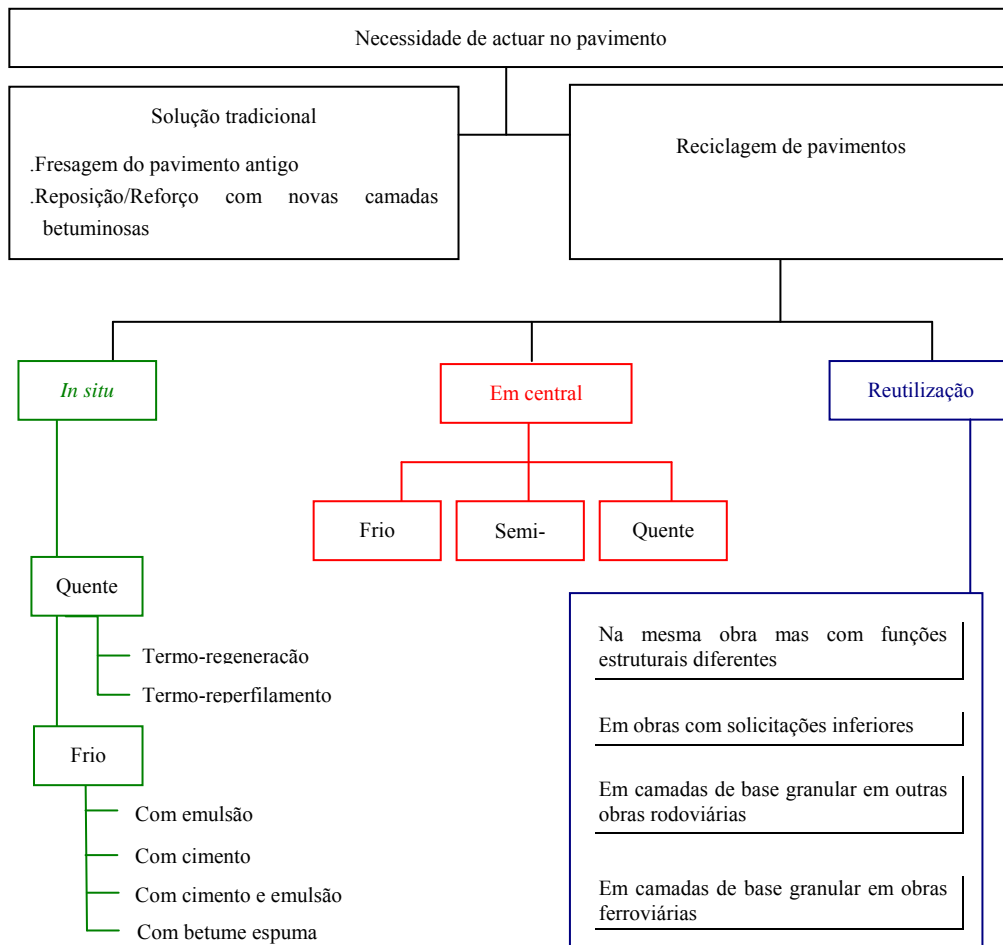 Necessidade de actuar no pavimento
Solução tradicional
.Fresagem do pavimento antigo
.Reposição/Reforço com novas camadas
betuminosas
Reciclagem de pavimentos
In situ
Em central
Reutilização
Frio
Semi-
Quente
Quente
Termo-regeneração
Termo-reperfilamento
Frio
Com emulsão
Com cimento
Com cimento e emulsão
Com betume espuma
Na mesma obra mas com funções
estruturais diferentes
Em obras com solicitações inferiores
Em camadas de base granular em outras
obras rodoviárias
Em camadas de base granular em obras
ferroviárias